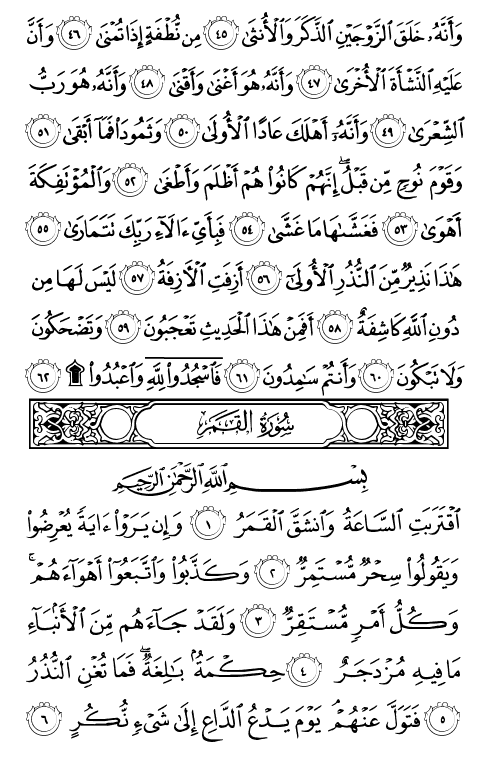 وَأَنَّهُۥ خَلَقَ ٱلزَّوۡجَيۡنِ ٱلذَّكَرَ وَٱلۡأُنثَىٰ ٤٥ مِن نُّطۡفَةٍ إِذَا تُمۡنَىٰ ٤٦ وَأَنَّ
عَلَيۡهِ ٱلنَّشۡأَةَ ٱلۡأُخۡرَىٰ ٤٧ وَأَنَّهُۥ هُوَ أَغۡنَىٰ وَأَقۡنَىٰ ٤٨ وَأَنَّهُۥ هُوَ رَبُّ
ٱلشِّعۡرَىٰ ٤٩ وَأَنَّهُۥٓ أَهۡلَكَ عَادًا ٱلۡأُولَىٰ ٥٠ وَثَمُودَاْ فَمَآ أَبۡقَىٰ ٥١
وَقَوۡمَ نُوحٖ مِّن قَبۡلُۖ إِنَّهُمۡ كَانُواْ هُمۡ أَظۡلَمَ وَأَطۡغَىٰ ٥٢ وَٱلۡمُؤۡتَفِكَةَ
أَهۡوَىٰ ٥٣ فَغَشَّىٰهَا مَا غَشَّىٰ ٥٤ فَبِأَيِّ ءَالَآءِ رَبِّكَ تَتَمَارَىٰ ٥٥
هَٰذَا نَذِيرٞ مِّنَ ٱلنُّذُرِ ٱلۡأُولَىٰٓ ٥٦ أَزِفَتِ ٱلۡأٓزِفَةُ ٥٧ لَيۡسَ لَهَا مِن
دُونِ ٱللَّهِ كَاشِفَةٌ ٥٨ أَفَمِنۡ هَٰذَا ٱلۡحَدِيثِ تَعۡجَبُونَ ٥٩ وَتَضۡحَكُونَ
وَلَا تَبۡكُونَ ٦٠ وَأَنتُمۡ سَٰمِدُونَ ٦١ فَٱسۡجُدُواْۤ لِلَّهِۤ وَٱعۡبُدُواْ ۩ ٦٢
سُورَةُ القَمَرِ
بِسۡمِ ٱللَّهِ ٱلرَّحۡمَٰنِ ٱلرَّحِيمِ
ٱقۡتَرَبَتِ ٱلسَّاعَةُ وَٱنشَقَّ ٱلۡقَمَرُ ١ وَإِن يَرَوۡاْ ءَايَةٗ يُعۡرِضُواْ
وَيَقُولُواْ سِحۡرٞ مُّسۡتَمِرّٞ ٢ وَكَذَّبُواْ وَٱتَّبَعُوٓاْ أَهۡوَآءَهُمۡۚ
وَكُلُّ أَمۡرٖ مُّسۡتَقِرّٞ ٣ وَلَقَدۡ جَآءَهُم مِّنَ ٱلۡأَنۢبَآءِ
مَا فِيهِ مُزۡدَجَرٌ ٤ حِكۡمَةُۢ بَٰلِغَةٞۖ فَمَا تُغۡنِ ٱلنُّذُرُ
٥ فَتَوَلَّ عَنۡهُمۡۘ يَوۡمَ يَدۡعُ ٱلدَّاعِ إِلَىٰ شَيۡءٖ نُّكُرٍ ٦